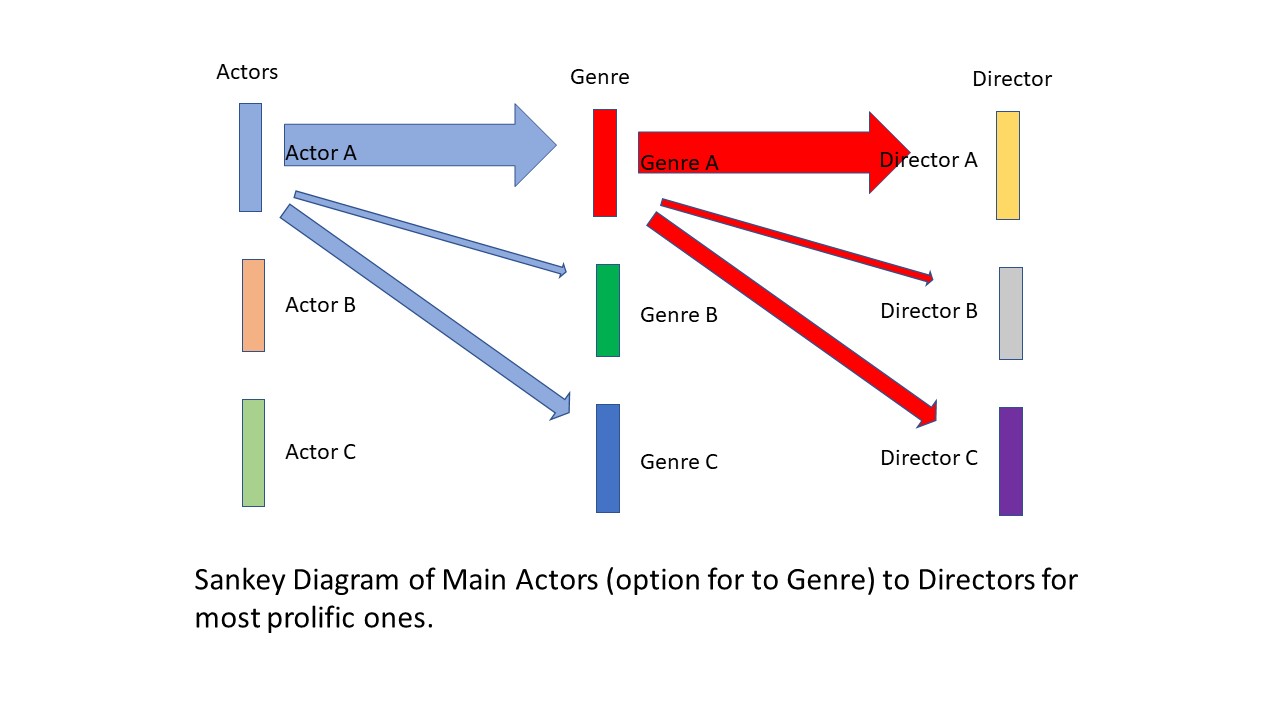 Actors
Genre
Director
Actor A
Genre A
Director A
Actor B
Genre B
Director B
Actor C
Genre C
Director C
Sankey Diagram of Main Actors (option for to Genre) to Directors for
most prolific ones.